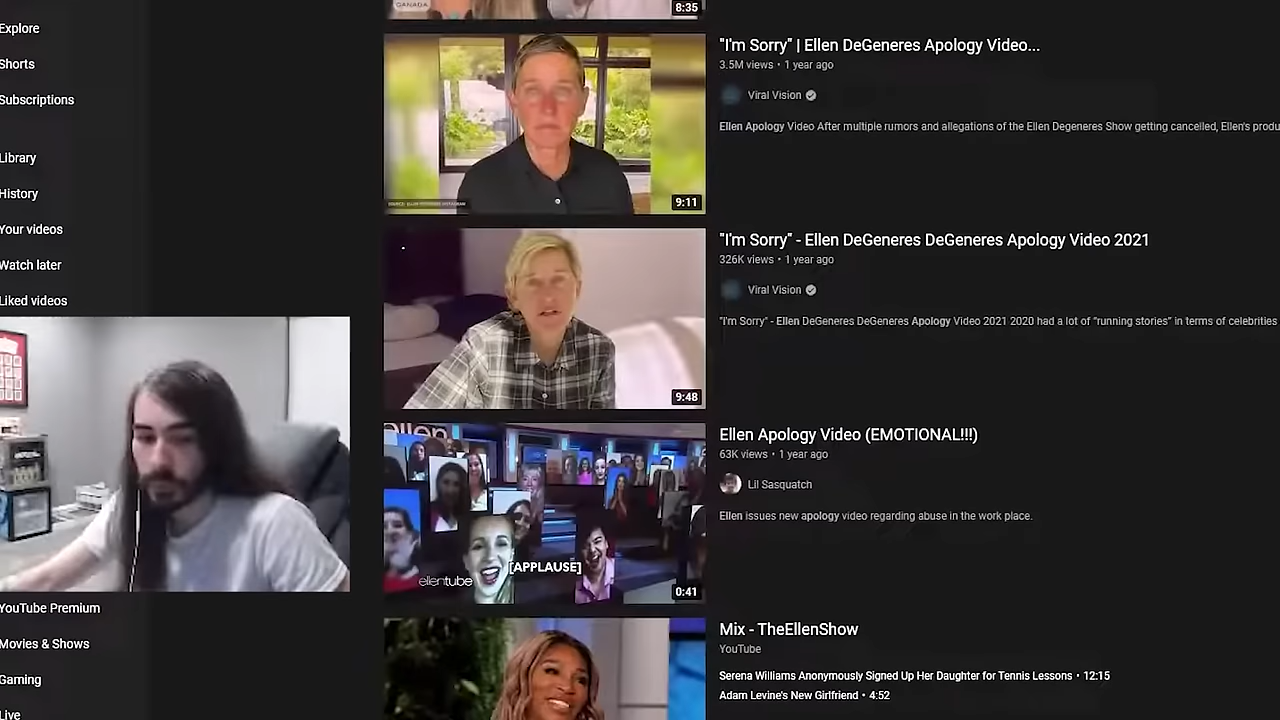 CANADA
8:35
Explore
Shorts
Subscriptions
Library
History
Your videos
Watch later
Liked videos
YouTube Premium
Movies & Shows
Gaming
Live
"I'm Sorry" | Ellen DeGeneres Apology Video...
3.5M views • 1 year ago
Viral Vision
Ellen Apology Video After multiple rumors and allegations of the Ellen Degeneres Show getting cancelled, Ellen's produ
9:11
"I'm Sorry" - Ellen DeGeneres DeGeneres Apology Video 2021
326K views • 1 year ago
Viral Vision
"I'm Sorry" - Ellen DeGeneres DeGeneres Apology Video 2021 2020 had a lot of “running stories” in terms of celebrities
9:48
Ellen Apology Video (EMOTIONAL!!!)
63K views • 1 year ago
Lil Sasquatch
Ellen issues new apology video regarding abuse in the work place.
ellen
[APPLAUSE]
ellentube
0:41
Mix - TheEllenShow
YouTube
Serena Williams Anonymously Signed Up Her Daughter for Tennis Lessons • 12:15
Adam Levine's New Girlfriend • 4:52